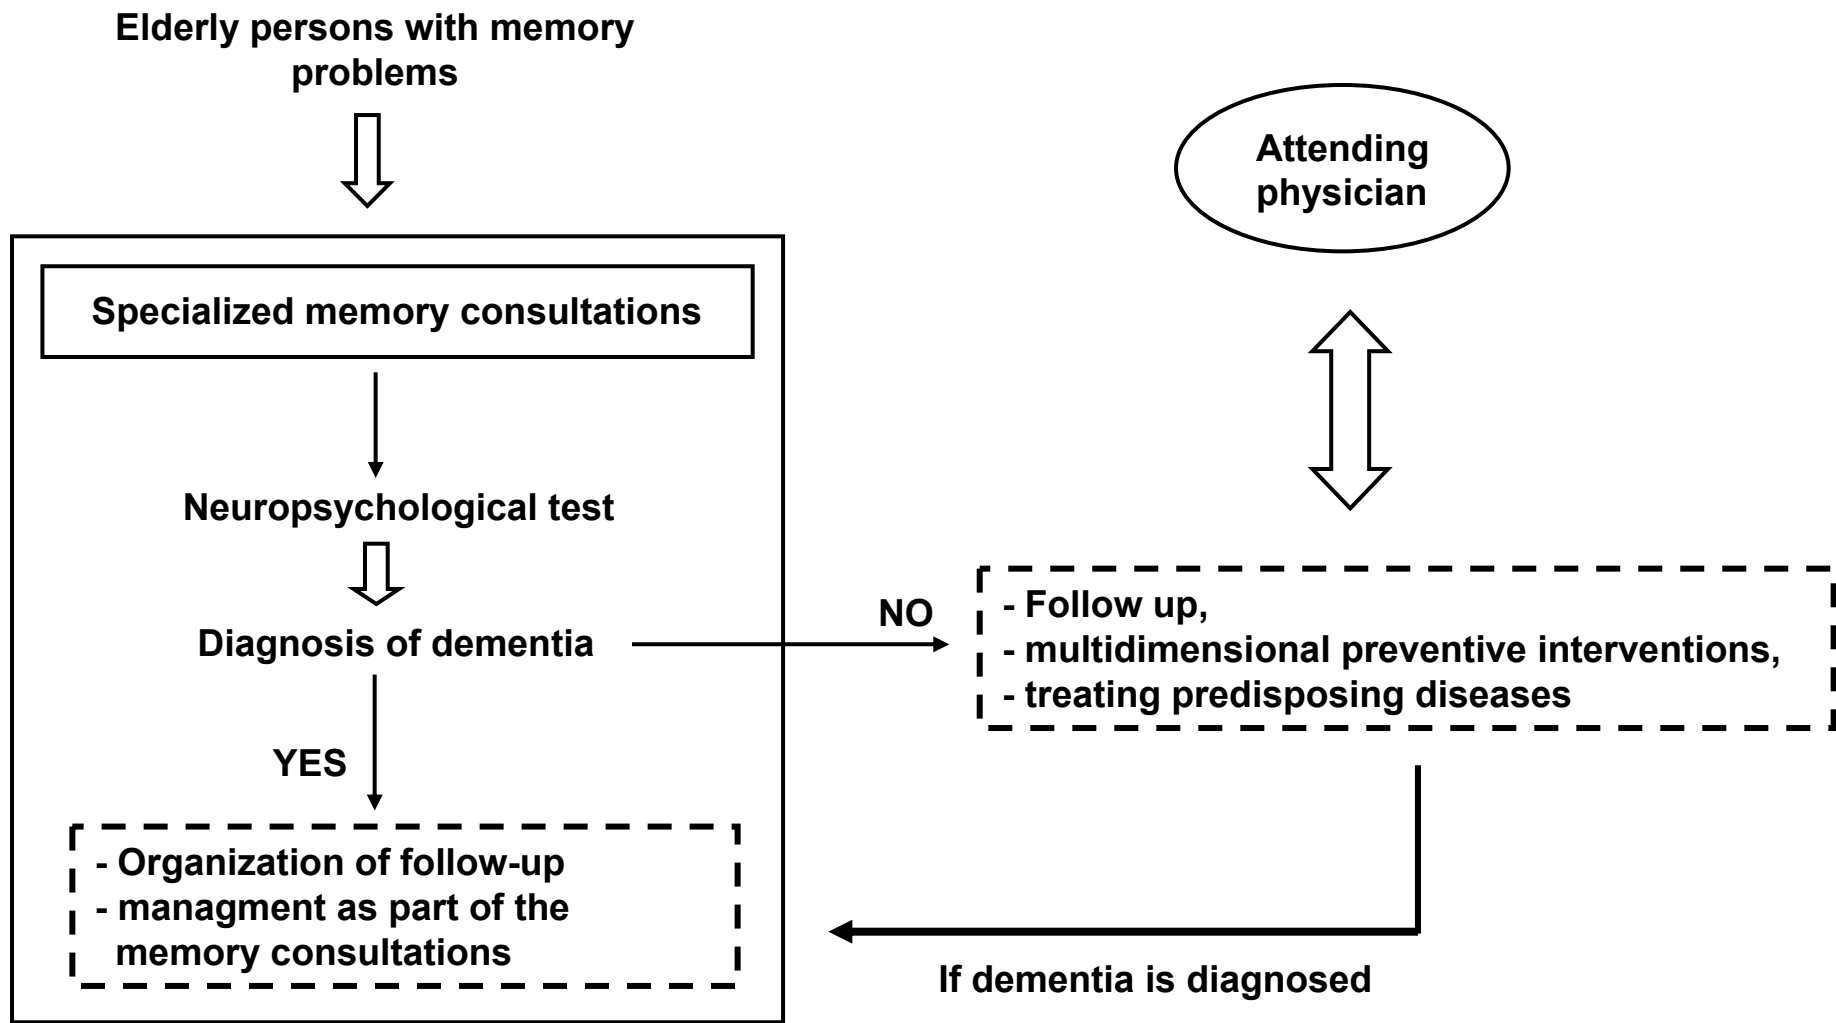 Elderly persons with memory
problems
Attending
physician
Specialized memory consultations
Neuropsychological test
Diagnosis of dementia
NO
- Follow up,
- multidimensional preventive interventions,
- treating predisposing diseases
YES
- Organization of follow-up
- managment as part of the
memory consultations
If dementia is diagnosed